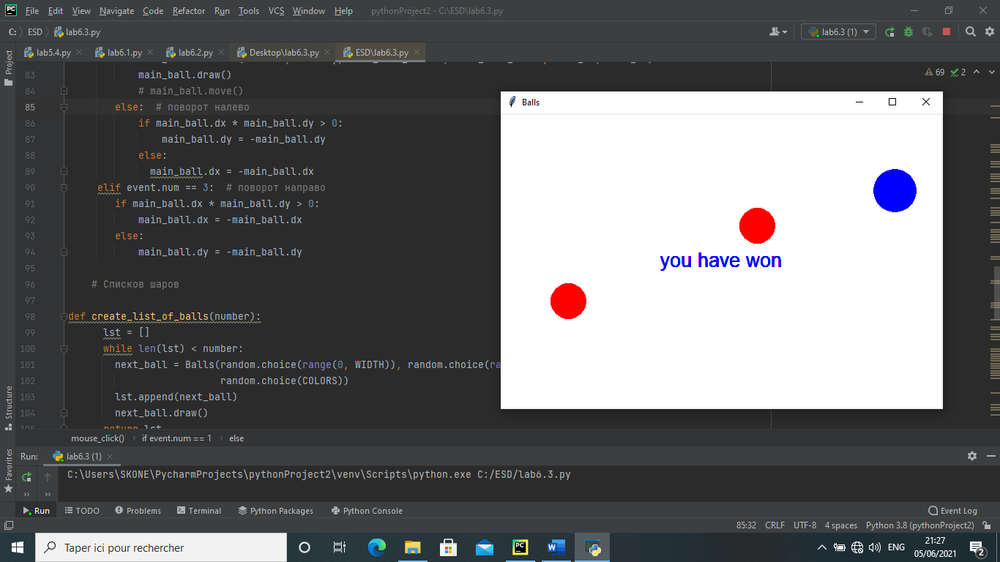 PC File Edit View Navigate Code Refactor Run Tools VCS Window Help pythonProject2 - C:\ESD\lab6.3.py
C: ESD lab6.3.py lab6.3 (1)
Project
lab5.4.py lab6.1.py lab6.2.py Desktop\lab6.3.py ESD\lab6.3.py
69 2
83 main_ball.draw()
84 # main_ball.move()
85 else: # поворот налево
86 if main_ball.dx * main_ball.dy > 0:
87 main_ball.dy = -main_ball.dy
88 else:
89 main_ball.dx = -main_ball.dx
90 elif event.num == 3: # поворот направо
91 if main_ball.dx * main_ball.dy > 0:
92 main_ball.dx = -main_ball.dx
93 else:
94 main_ball.dy = -main_ball.dy
95
96 # Списков шаров
97
98 def create_list_of_balls(number):
99 lst = []
100 while len(lst) < number:
101 next_ball = Balls(random.choice(range(0, WIDTH)), random.choice(ra
102 random.choice(COLORS))
103 lst.append(next_ball)
104 next_ball.draw()
105 return lst
Balls
you have won
mouse_click() if event.num == 1 else
Structure
Favorites
Run: lab6.3 (1)
C:\Users\SKONE\PycharmProjects\pythonProject2\venv\Scripts\python.exe C:/ESD/lab6.3.py
Run TODO Problems Terminal Python Packages Python Console Event Log
85:32 CRLF UTF-8 4 spaces Python 3.8 (pythonProject2)
Taper ici pour rechercher
PC
ENG
21:27
05/06/2021
2